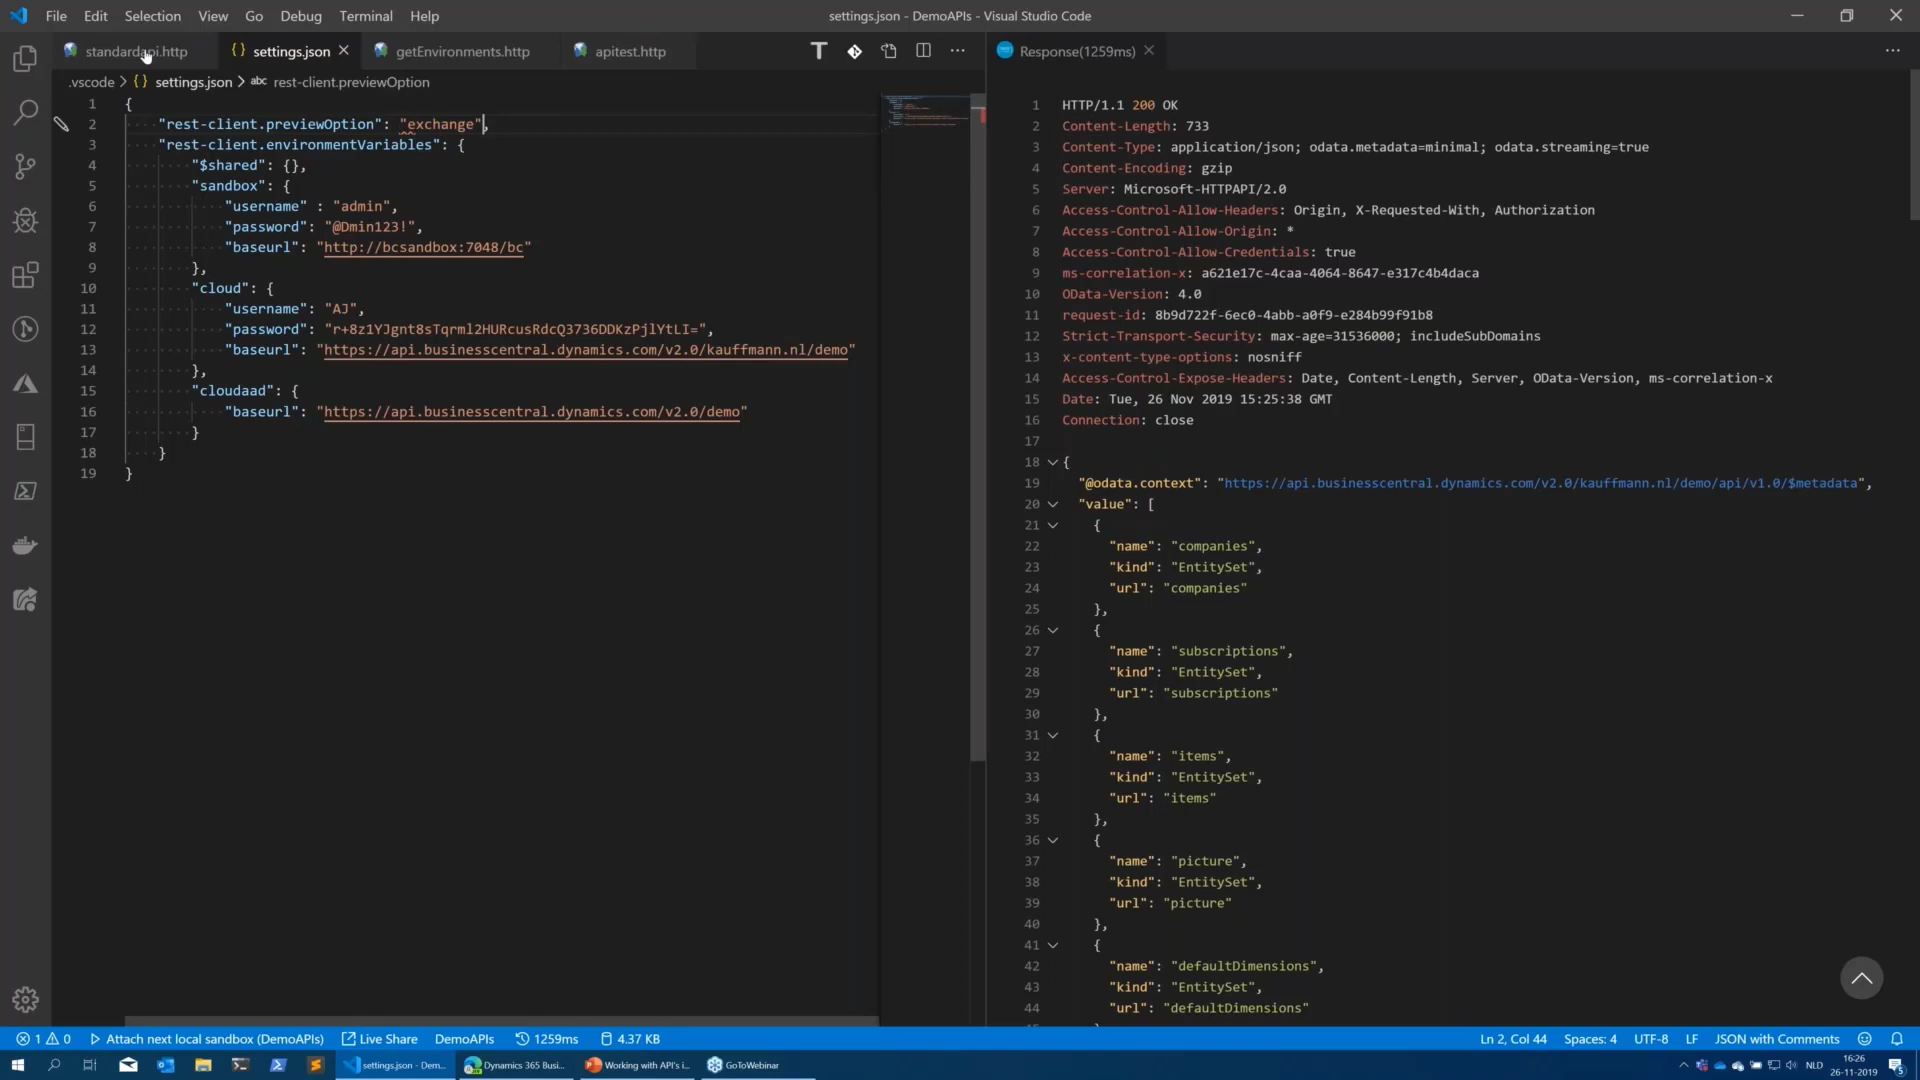 File Edit Selection View Go Debug Terminal Help
settings.json - DemoAPIs - Visual Studio Code
standardapi.http
{} settings.json
getEnvironments.http
apitest.http
Response(1259ms)
.vscode > {} settings.json > abc rest-client.previewOption
1 {
2 "rest-client.previewOption": "exchange",
3 "rest-client.environmentVariables": {
4 "$shared": {},
5 "sandbox": {
6 "username" : "admin",
7 "password": "@Dmin123!",
8 "baseurl": "http://bcsandbox:7048/bc"
9 },
10 "cloud": {
11 "username": "AJ",
12 "password": "r+8z1YJgnt8sTqrml2HURcusRdcQ3736DDKzPjlYtLI=",
13 "baseurl": "https://api.businesscentral.dynamics.com/v2.0/kauffmann.nl/demo"
14 },
15 "cloudaad": {
16 "baseurl": "https://api.businesscentral.dynamics.com/v2.0/demo"
17 }
18 }
19 }
1 HTTP/1.1 200 OK
2 Content-Length: 733
3 Content-Type: application/json; odata.metadata=minimal; odata.streaming=true
4 Content-Encoding: gzip
5 Server: Microsoft-HTTPAPI/2.0
6 Access-Control-Allow-Headers: Origin, X-Requested-With, Authorization
7 Access-Control-Allow-Origin: *
8 Access-Control-Allow-Credentials: true
9 ms-correlation-x: a621e17c-4caa-4064-8647-e317c4b4daca
10 OData-Version: 4.0
11 request-id: 8b9d722f-6ec0-4abb-a0f9-e284b99f91b8
12 Strict-Transport-Security: max-age=31536000; includeSubDomains
13 x-content-type-options: nosniff
14 Access-Control-Expose-Headers: Date, Content-Length, Server, OData-Version, ms-correlation-x
15 Date: Tue, 26 Nov 2019 15:25:38 GMT
16 Connection: close
17
18 {
19 "@odata.context": "https://api.businesscentral.dynamics.com/v2.0/kauffmann.nl/demo/api/v1.0/$metadata",
20 "value": [
21 {
22 "name": "companies",
23 "kind": "EntitySet",
24 "url": "companies"
25 },
26 {
27 "name": "subscriptions",
28 "kind": "EntitySet",
29 "url": "subscriptions"
30 },
31 {
32 "name": "items",
33 "kind": "EntitySet",
34 "url": "items"
35 },
36 {
37 "name": "picture",
38 "kind": "EntitySet",
39 "url": "picture"
40 },
41 {
42 "name": "defaultDimensions",
43 "kind": "EntitySet",
44 "url": "defaultDimensions"
1 0 Attach next local sandbox (DemoAPIs) Live Share DemoAPIs 1259ms 4.37 KB
Ln 2, Col 44 Spaces: 4 UTF-8 LF JSON with Comments
settings.json - Dem...
Dynamics 365 Busi...
Working with API's i...
GoToWebinar
NLD
16:26
26-11-2019
5